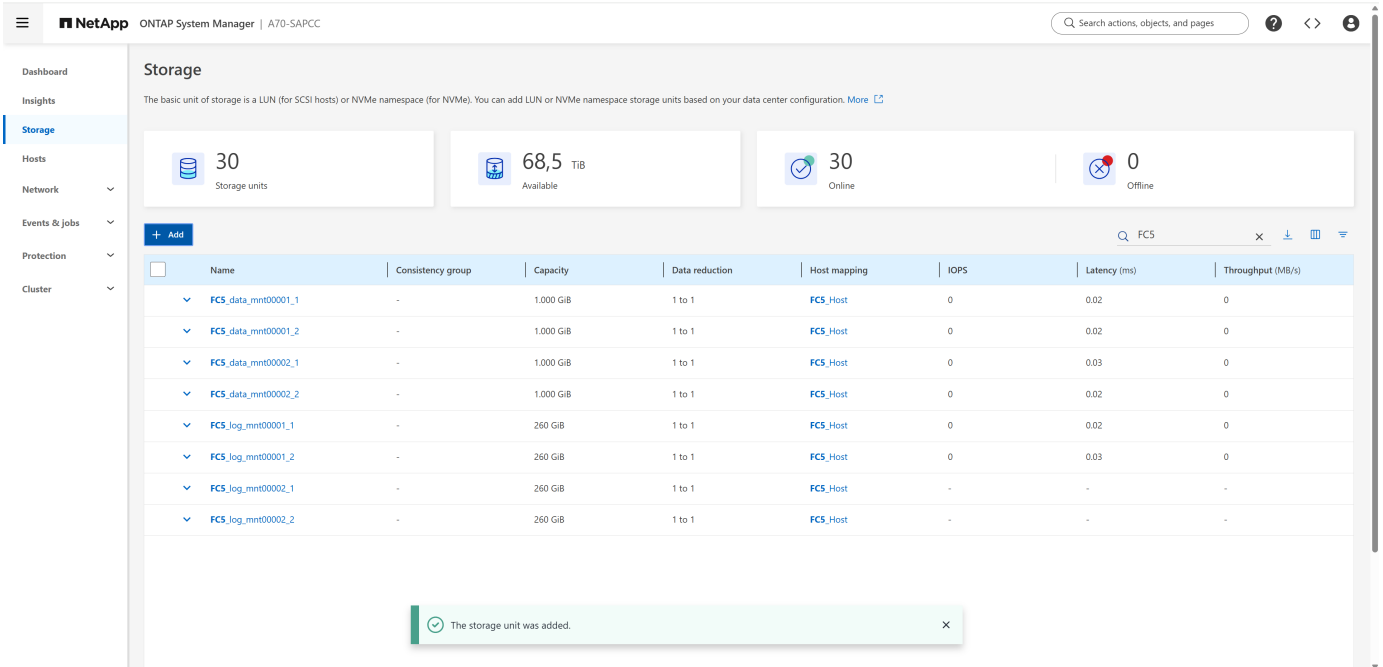 NetApp ONTAP System Manager | A70-SAPCC Search actions, objects, and pages
Dashboard
Insights
Storage
Hosts
Network
Events & jobs
Protection
Cluster
Storage
The basic unit of storage is a LUN (for SCSI hosts) or NVMe namespace (for NVMe). You can add LUN or NVMe namespace storage units based on your data center configuration. More
30
Storage units
68,5 TiB
Available
30
Online
0
Offline
+ Add FC5
Name Consistency group Capacity Data reduction Host mapping IOPS Latency (ms) Throughput (MB/s)
FC5_data_mnt00001_1 - 1.000 GiB 1 to 1 FC5_Host 0 0.02 0
FC5_data_mnt00001_2 - 1.000 GiB 1 to 1 FC5_Host 0 0.02 0
FC5_data_mnt00002_1 - 1.000 GiB 1 to 1 FC5_Host 0 0.03 0
FC5_data_mnt00002_2 - 1.000 GiB 1 to 1 FC5_Host 0 0.02 0
FC5_log_mnt00001_1 - 260 GiB 1 to 1 FC5_Host 0 0.02 0
FC5_log_mnt00001_2 - 260 GiB 1 to 1 FC5_Host 0 0.03 0
FC5_log_mnt00002_1 - 260 GiB 1 to 1 FC5_Host - - -
FC5_log_mnt00002_2 - 260 GiB 1 to 1 FC5_Host - - -
The storage unit was added.